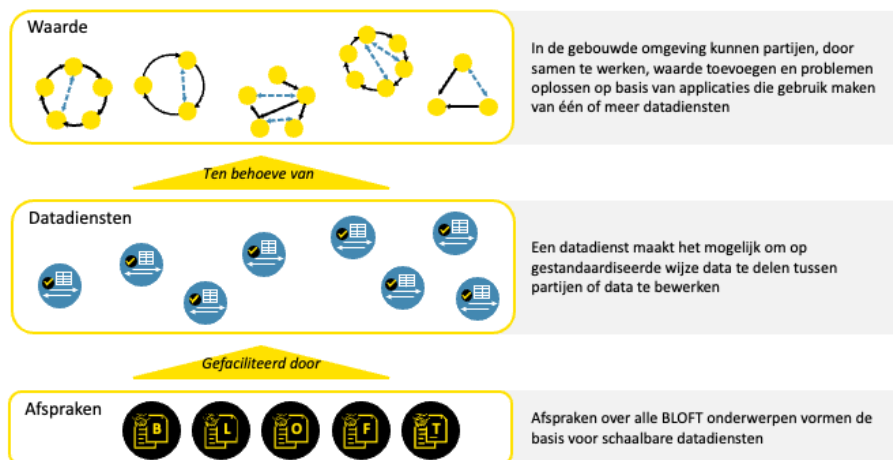 Waarde
In de gebouwde omgeving kunnen partijen, door
samen te werken, waarde toevoegen en problemen
oplossen op basis van applicaties die gebruik maken
van één of meer datadiensten
Ten behoeve van
Datadiensten
Een datadienst maakt het mogelijk om op
gestandaardiseerde wijze data te delen tussen
partijen of data te bewerken
Gefaciliteerd door
Afspraken
B
L
O
F
T
Afspraken over alle BLOFT onderwerpen vormen de
basis voor schaalbare datadiensten